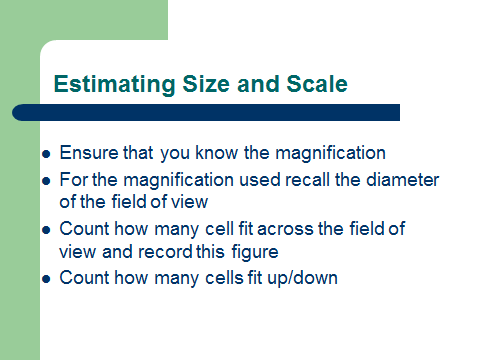 Estimating Size and Scale
Ensure that you know the magnification
For the magnification used recall the diameter
of the field of view
Count how many cell fit across the field of
view and record this figure
Count how many cells fit up/down